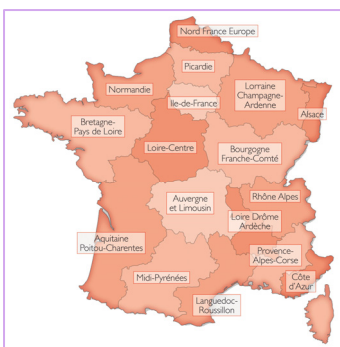 Nord France Europe
Picardie
Normandie
Ile-de-France
Lorraine
Champagne-
Ardenne
Alsace
Bretagne-
Pays de Loire
Loire-Centre
Bourgogne
Franche-Comté
Auvergne
et Limousin
Rhône Alpes
Loire Drôme
Ardèche
Aquitaine
Poitou-Charentes
Provence-
Alpes-Corse
Midi-Pyrénées
Côte
d'Azur
Languedoc-
Roussillon